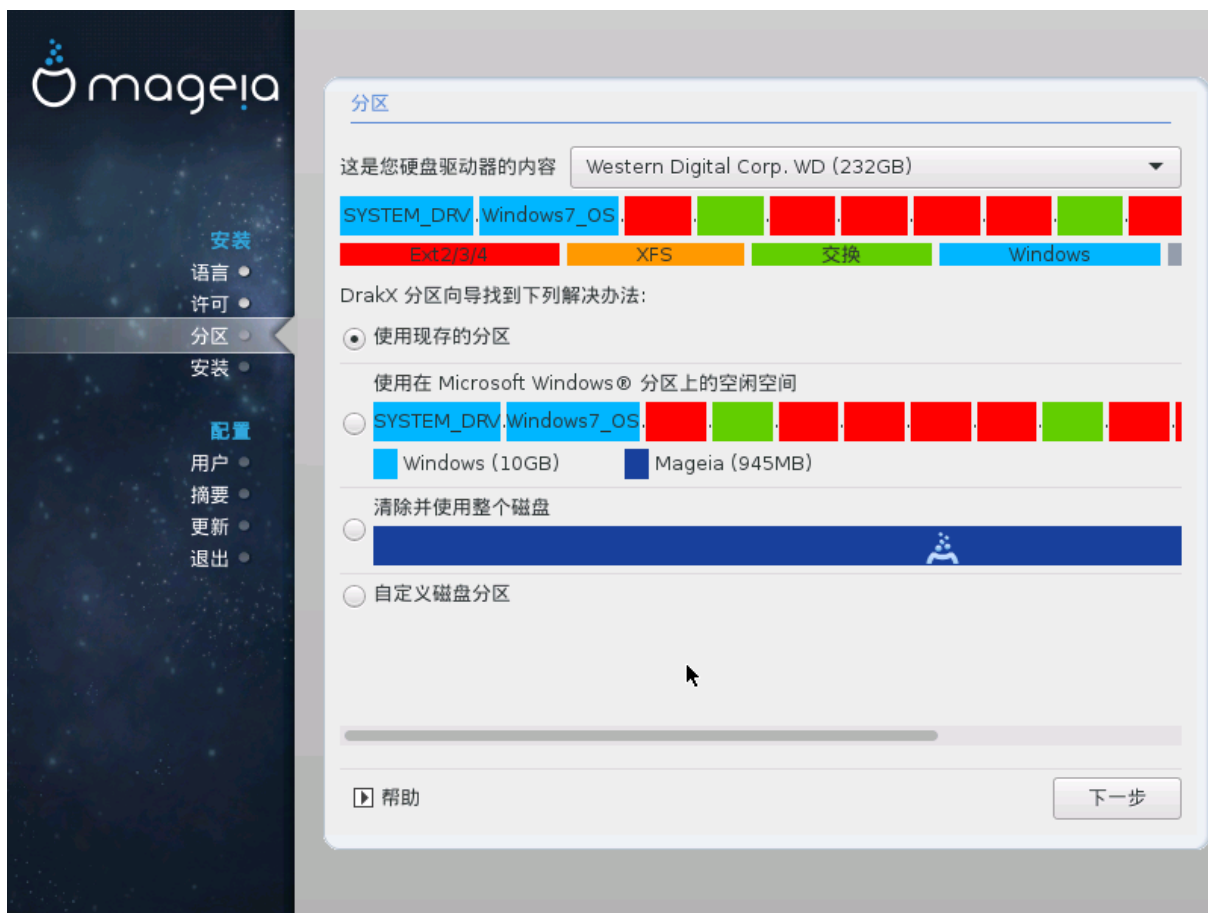 mageia
安装
语言
许可
分区
安装
配置
用户
摘要
更新
退出
分区
这是您硬盘驱动器的内容 Western Digital Corp. WD (232GB)
SYSTEM_DRV Windows7_OS
Ext2/3/4 XFS 交换 Windows
DrakX 分区向导找到下列解决办法:
使用现存的分区
使用在 Microsoft Windows® 分区上的空闲空间
SYSTEM_DRV Windows7_OS
Windows (10GB) Mageia (945MB)
清除并使用整个磁盘
自定义磁盘分区
帮助 下一步